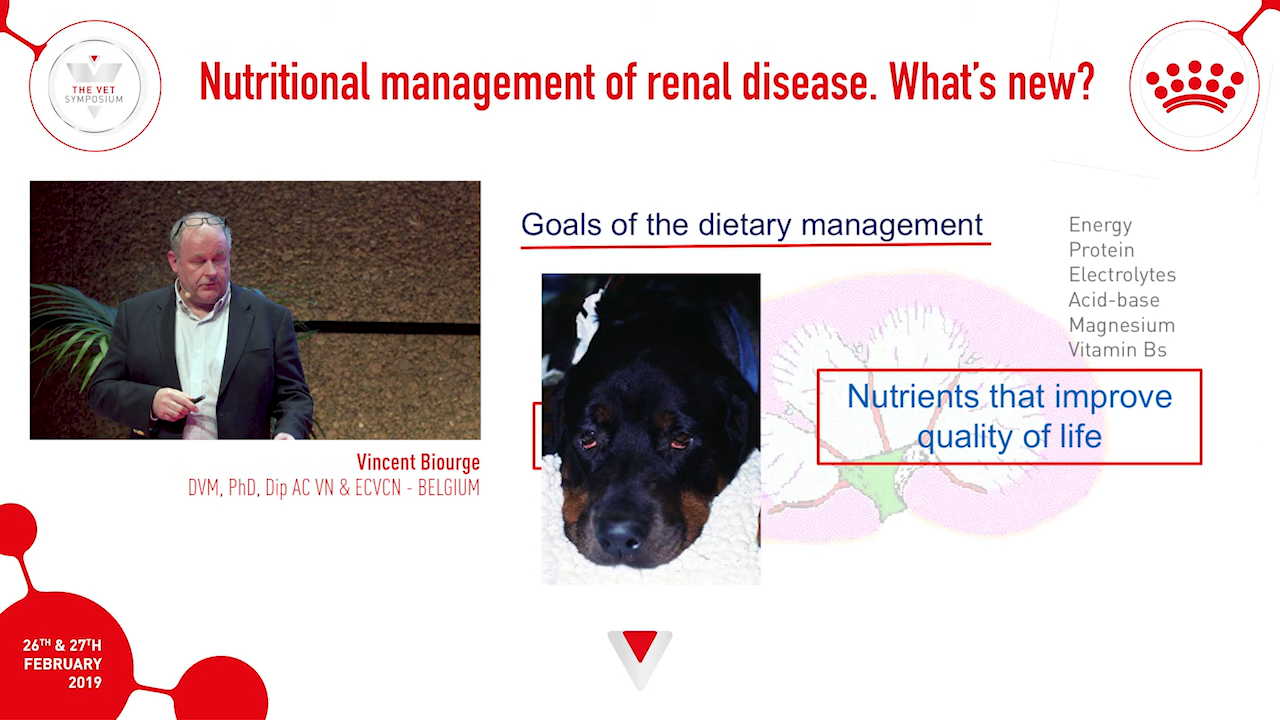 THE VET
SYMPOSIUM
Nutritional management of renal disease. What's new?
Vincent Biourge
DVM, PhD, Dip AC VN & ECVCN - BELGIUM
Goals of the dietary management
Energy
Protein
Electrolytes
Acid-base
Magnesium
Vitamin Bs
Nutrients that improve
quality of life
26TH & 27TH
FEBRUARY
2019